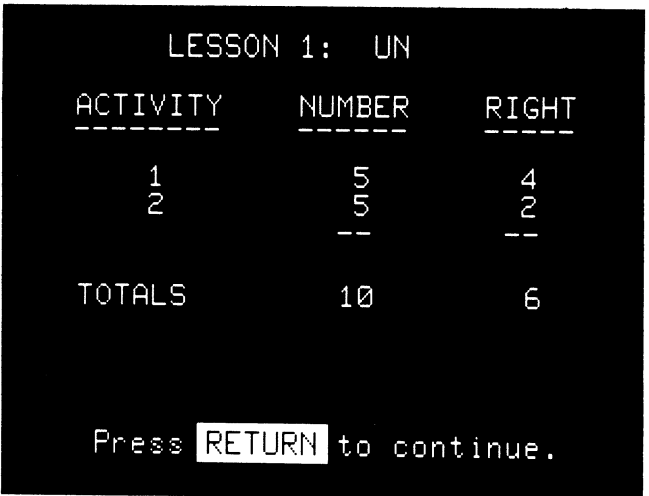 LESSON 1: UN
ACTIVITY NUMBER RIGHT
-------- ------ -----
1 5 4
2 5 2
-- --
TOTALS 10 6
Press RETURN to continue.